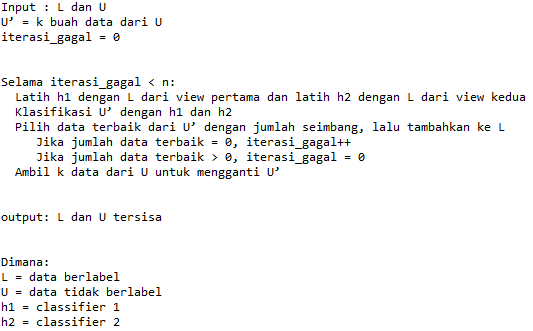 Input : L dan U
U’ = k buah data dari U
iterasi_gagal = 0
Selama iterasi_gagal < n:
Latih h1 dengan L dari view pertama dan latih h2 dengan L dari view kedua
Klasifikasi U’ dengan h1 dan h2
Pilih data terbaik dari U’ dengan jumlah seimbang, lalu tambahkan ke L
Jika jumlah data terbaik = 0, iterasi_gagal++
Jika jumlah data terbaik > 0, iterasi_gagal = 0
Ambil k data dari U untuk mengganti U’
output: L dan U tersisa
Dimana:
L = data berlabel
U = data tidak berlabel
h1 = classifier 1
h2 = classifier 2